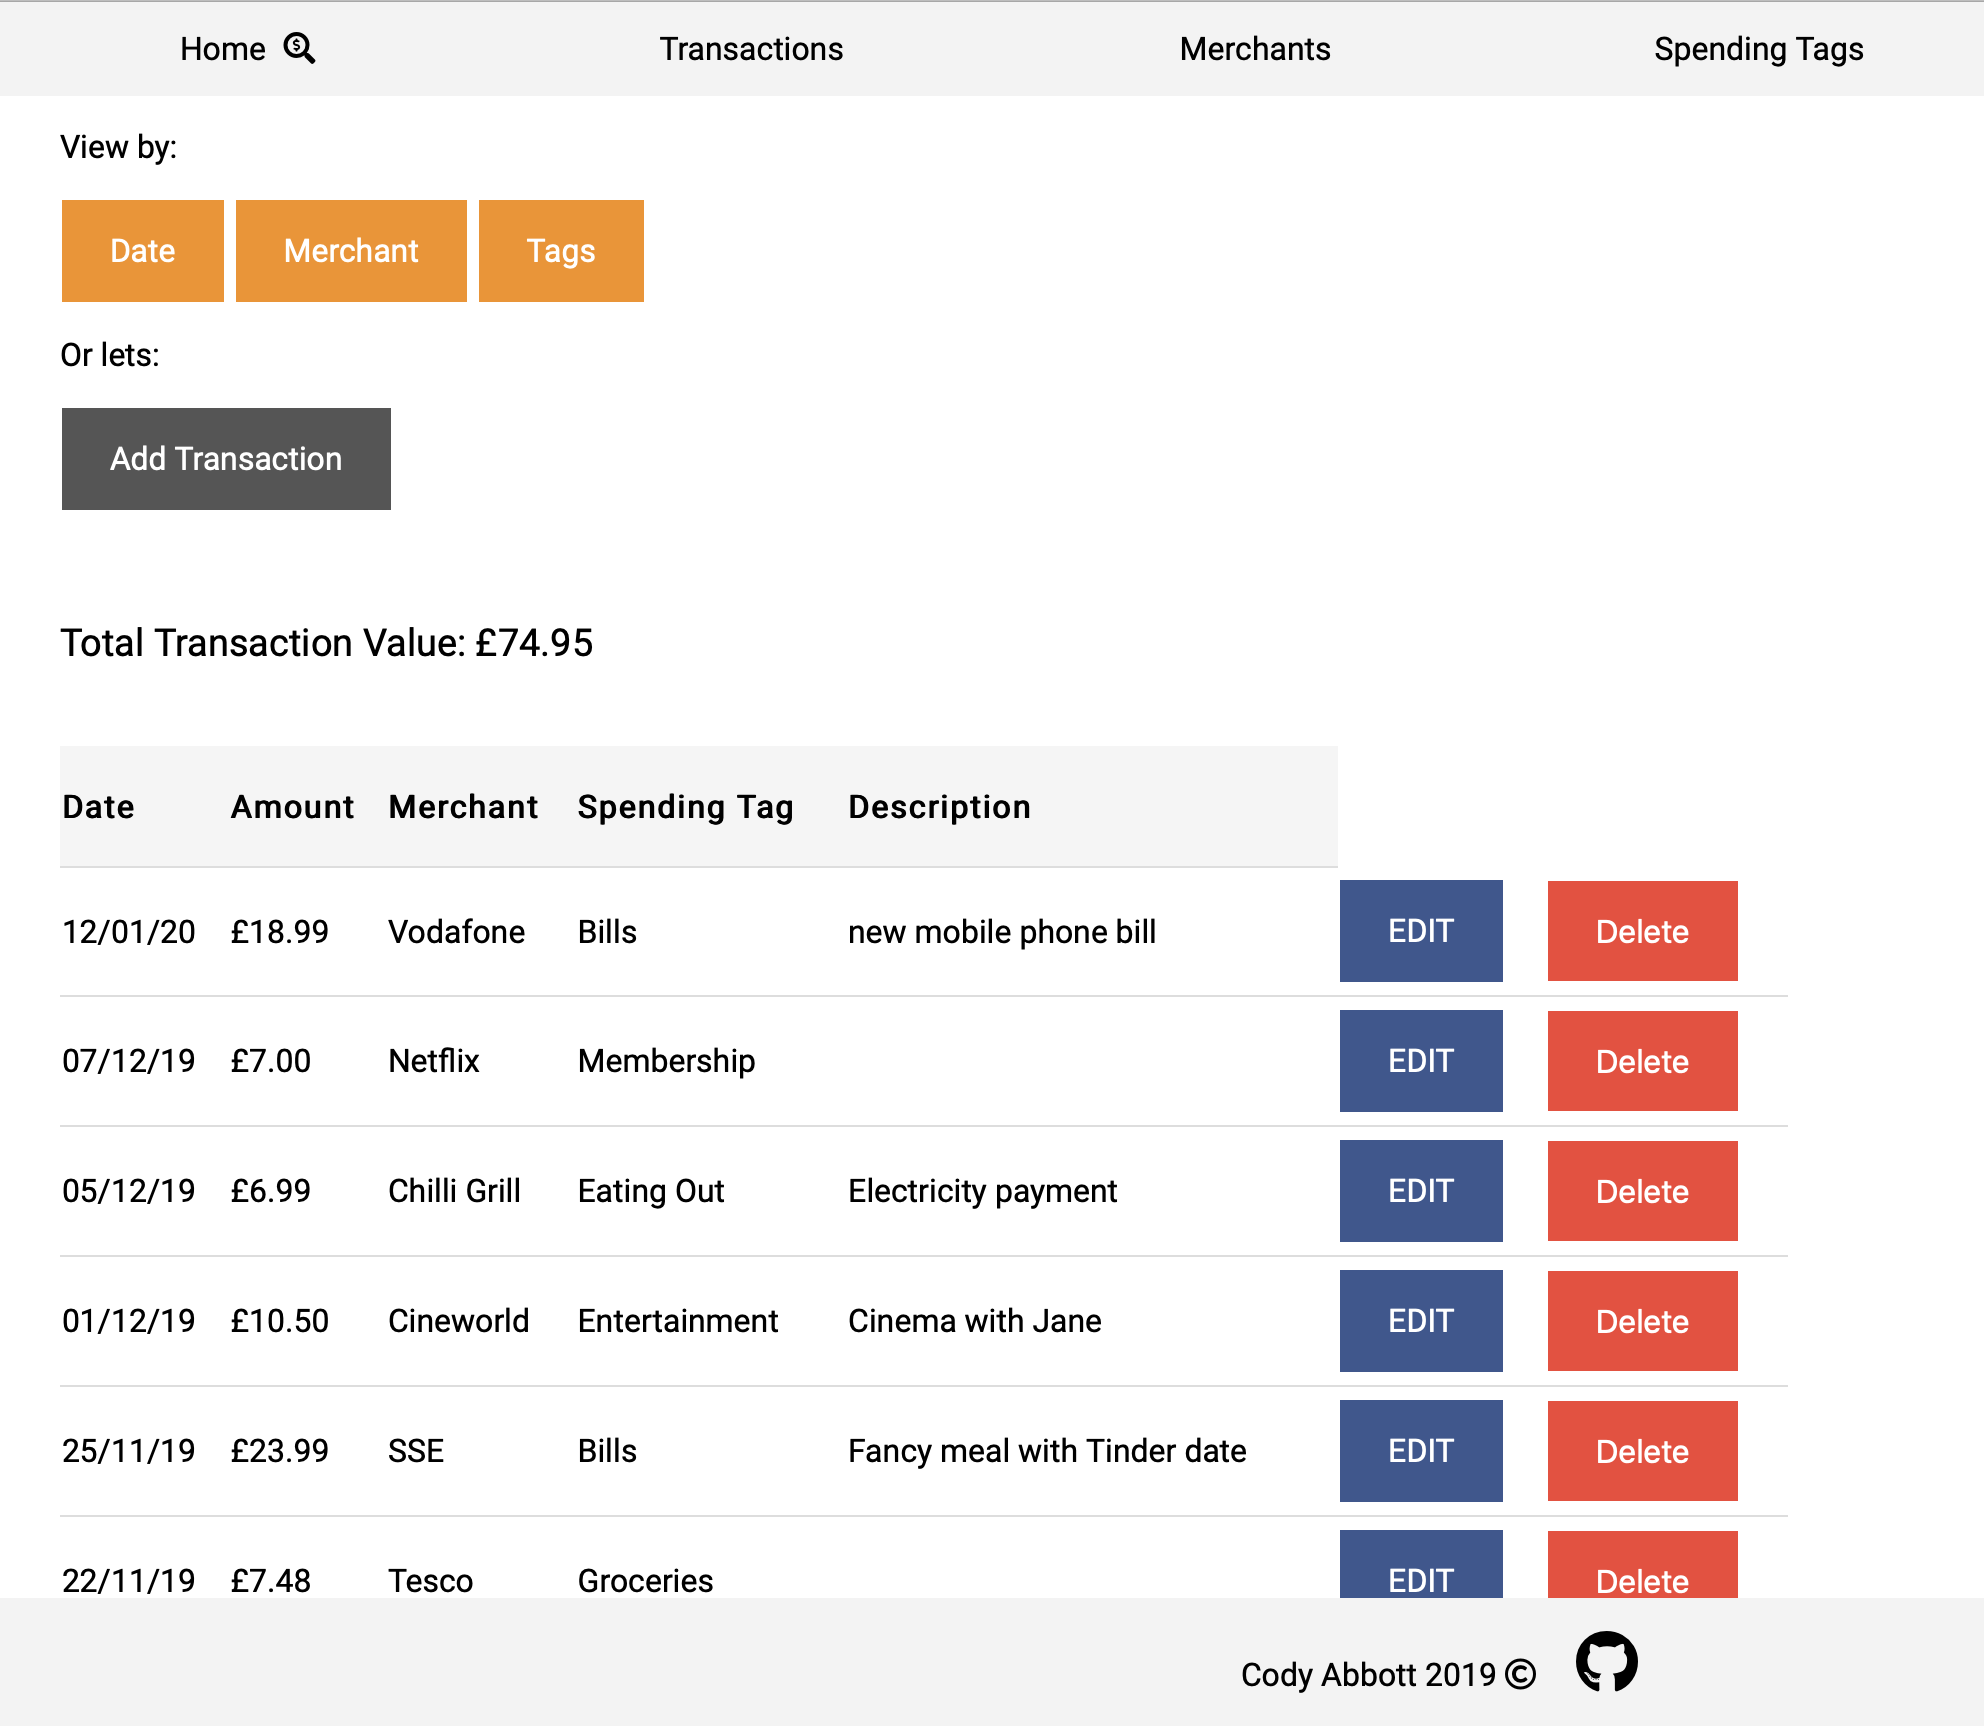 Home Transactions Merchants Spending Tags
View by:
Date Merchant Tags
Or lets:
Add Transaction
Total Transaction Value: £74.95
Date Amount Merchant Spending Tag Description
12/01/20 £18.99 Vodafone Bills new mobile phone bill EDIT Delete
07/12/19 £7.00 Netflix Membership EDIT Delete
05/12/19 £6.99 Chilli Grill Eating Out Electricity payment EDIT Delete
01/12/19 £10.50 Cineworld Entertainment Cinema with Jane EDIT Delete
25/11/19 £23.99 SSE Bills Fancy meal with Tinder date EDIT Delete
22/11/19 £7.48 Tesco Groceries EDIT Delete
Cody Abbott 2019 ©